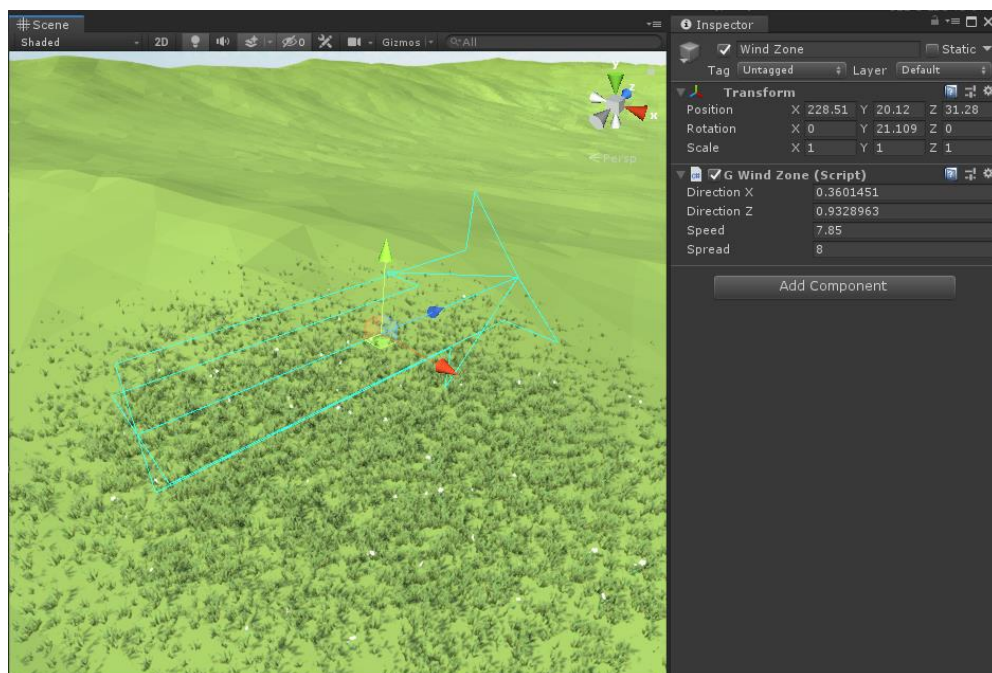 Scene
Shaded 2D 0 Gizmos All
y
z
x
Persp
Inspector
Wind Zone Static
Tag Untagged Layer Default
Transform
Position X 228.51 Y 20.12 Z 31.28
Rotation X 0 Y 21.109 Z 0
Scale X 1 Y 1 Z 1
G Wind Zone (Script)
Direction X 0.3601451
Direction Z 0.9328963
Speed 7.85
Spread 8
Add Component